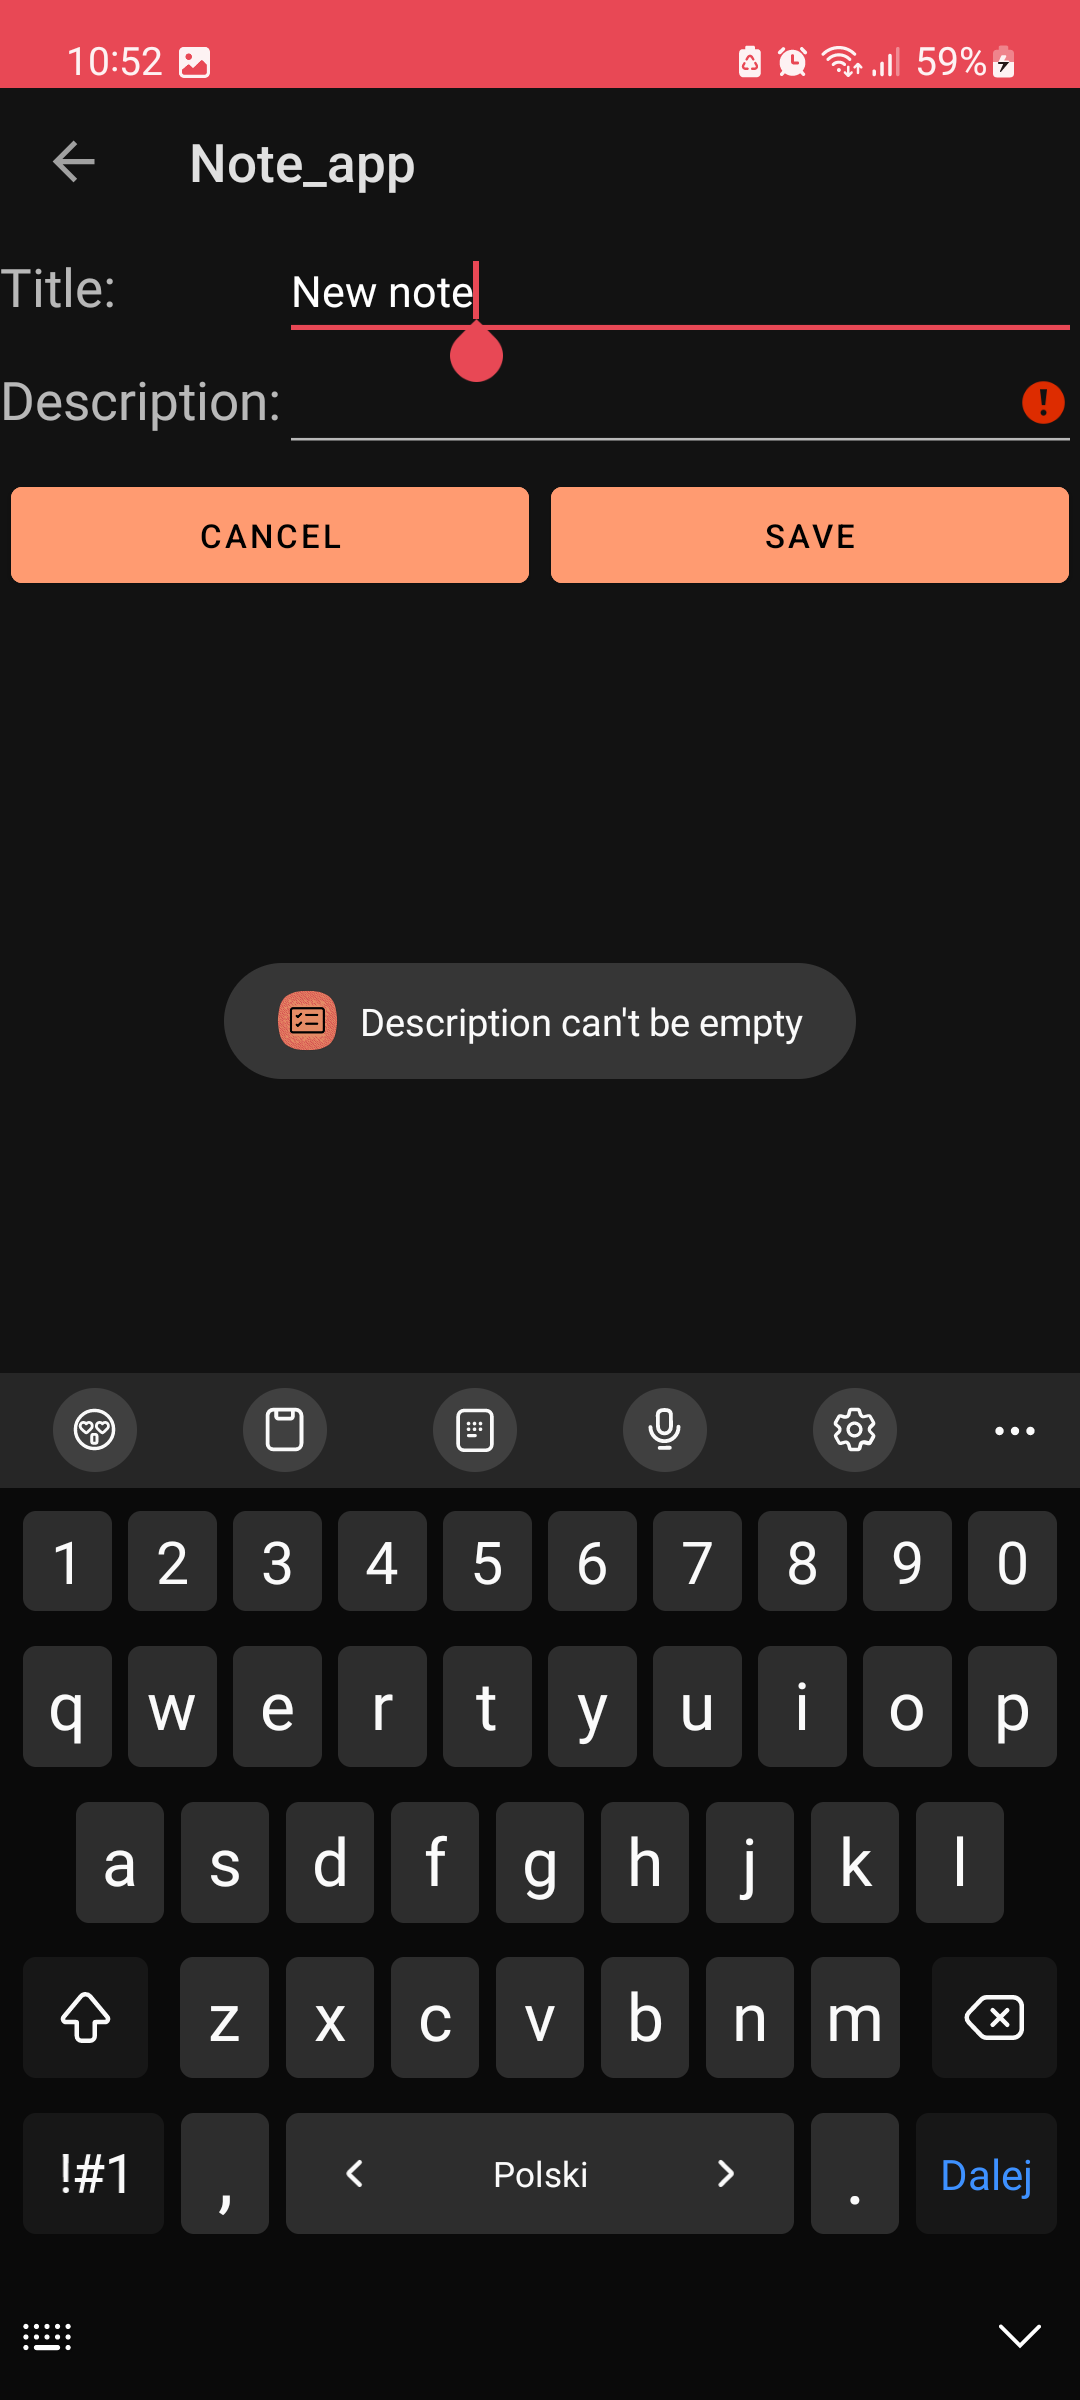 10:52 59%
Note_app
Title: New note
Description:
CANCEL SAVE
Description can't be empty
1 2 3 4 5 6 7 8 9 0
q w e r t y u i o p
a s d f g h j k l
z x c v b n m
!#1 , Polski . Dalej